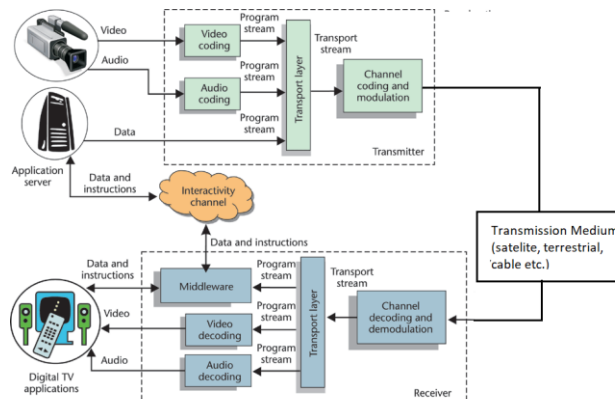 Video
Audio
Video
coding
Audio
coding
Program
stream
Program
stream
Program
stream
Transport layer
Transport
stream
Channel
coding and
modulation
Transmitter
Data
Application
server
Data and
instructions
Interactivity
channel
Data and instructions
Transmission Medium
(satelite, terrestrial,
cable etc.)
Data and
instructions
Middleware
Program
stream
Program
stream
Program
stream
Transport layer
Transport
stream
Channel
decoding and
demodulation
Video
Video
decoding
Audio
Audio
decoding
Digital TV
applications
Receiver